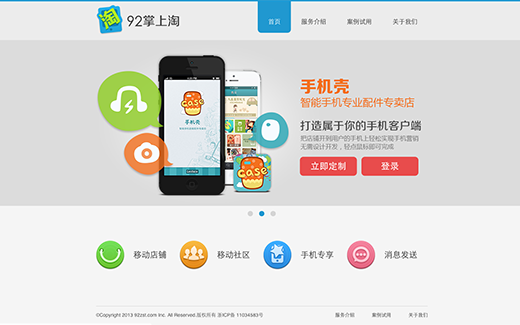 淘 92掌上淘
首页 服务介绍 案例试用 关于我们
手机壳
智能手机专业配件专卖店
打造属于你的手机客户端
把店铺开到用户的手机上轻松实现手机营销
无需设计开发，轻点鼠标即可完成
立即定制 登录
case
手机壳
case
移动店铺 移动社区 手机专享 消息发送
©Copyright 2013 92zst.com Inc. All Reserved.版权所有 浙ICP备 11034583号
服务介绍 案例试用 关于我们